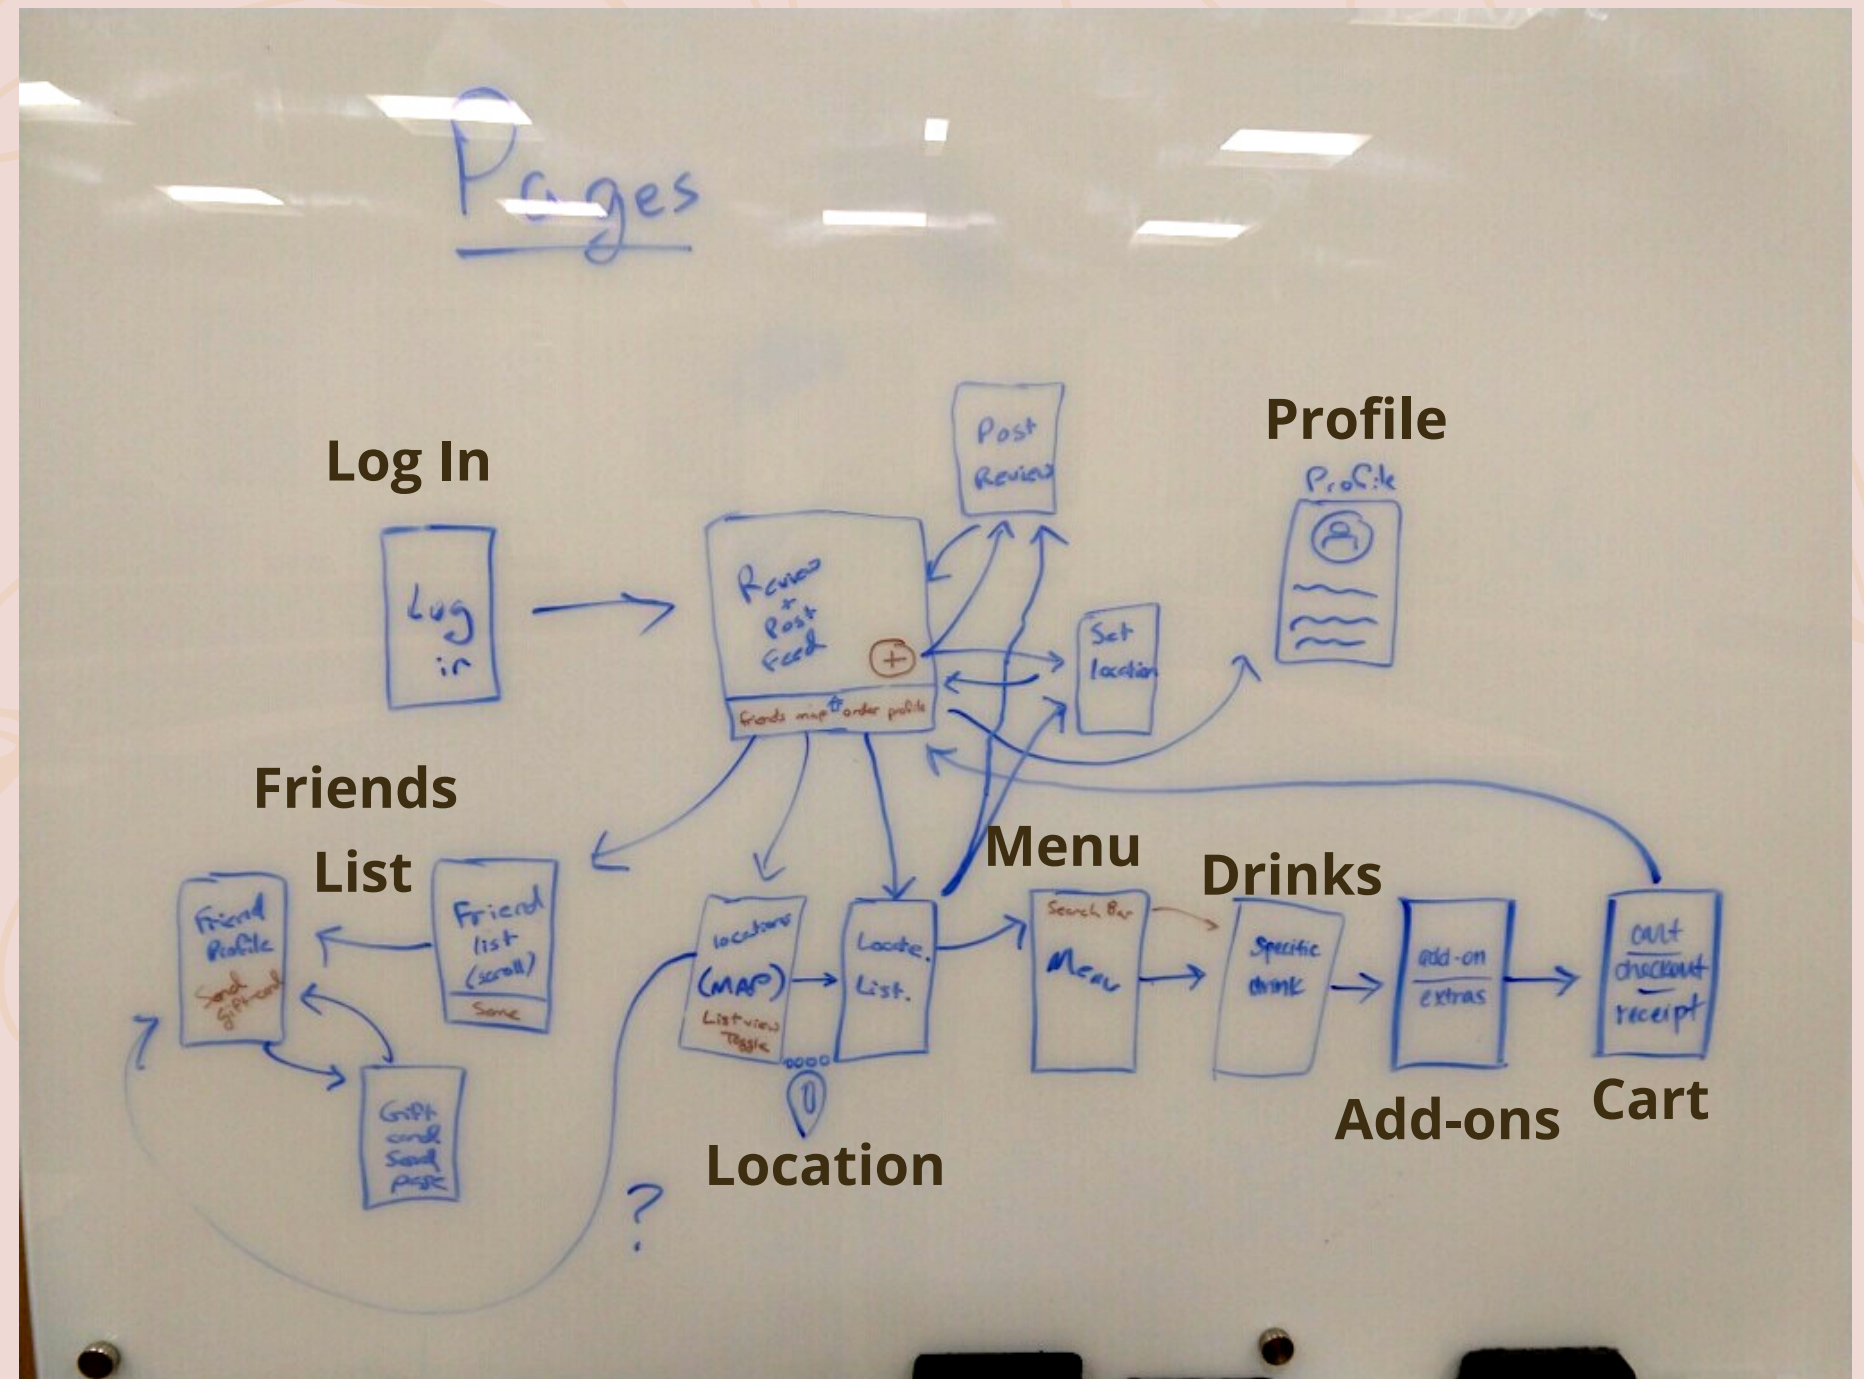 Pages
Log In
Log
in
Post
Review
Profile
Profile
Review
+
Post
Feed
+
friends map order profile
Set
location
Friends
List
Friend
Profile
Send
Giftcard
Friend
list
(scroll)
Same
Gift
card
Send
page
locations
(MAP)
List view
Toggle
Locate.
List.
Location
?
Menu
Search Bar
Menu
Drinks
Specific
drink
add-on
extras
Add-ons
cart
checkout
receipt
Cart